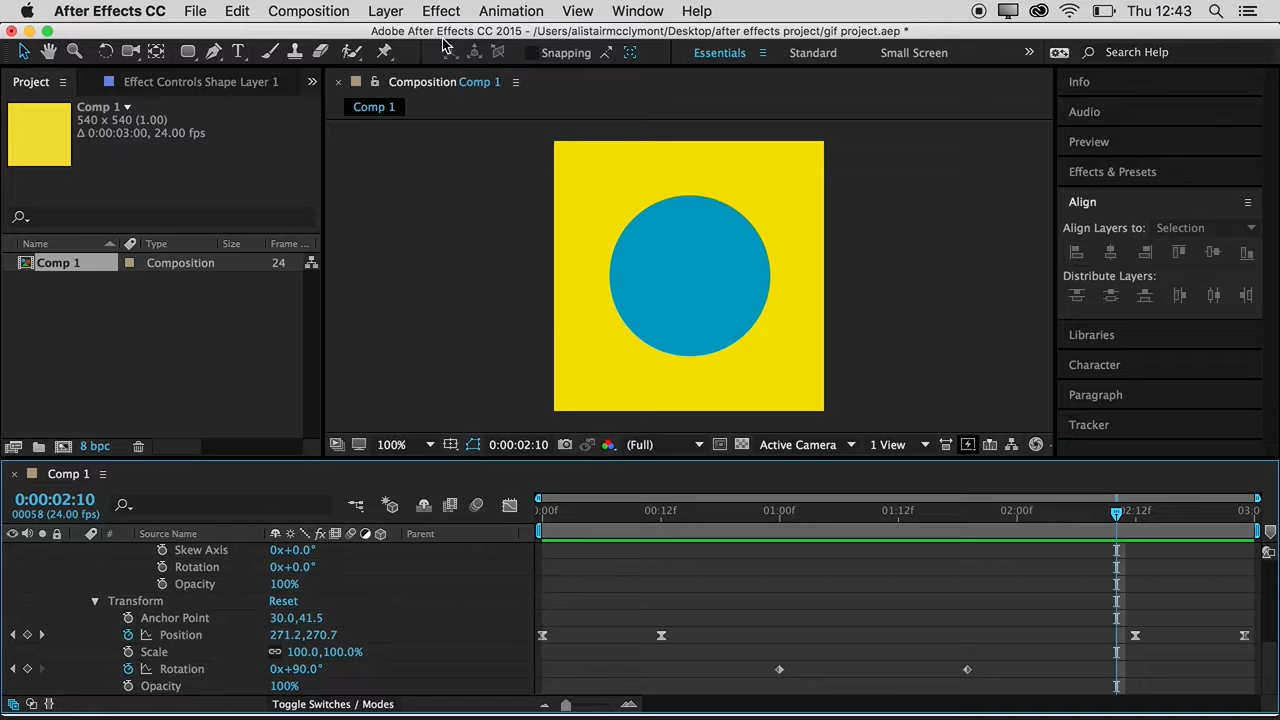 After Effects CC File Edit Composition Layer Effect Animation View Window Help Thu 12:43
Adobe After Effects CC 2015 - /Users/alistairmcclymont/Desktop/after effects project/gif project.aep *
Snapping Essentials Standard Small Screen » Search Help
Project Effect Controls Shape Layer 1 »
Comp 1▾
540 x 540 (1.00)
Δ 0:00:03:00, 24.00 fps
Name Type Size Frame ...
Comp 1 Composition 24
8 bpc
× Composition Comp 1
Comp 1
100% 0:00:02:10 (Full) Active Camera 1 View
Info
Audio
Preview
Effects & Presets
Align
Align Layers to: Selection
Distribute Layers:
Libraries
Character
Paragraph
Tracker
× Comp 1
0:00:02:10
00058 (24.00 fps)
:00f 00:12f 01:00f 01:12f 02:00f 02:12f 03:0
# Source Name Parent
Skew Axis 0x+0.0°
Rotation 0x+0.0°
Opacity 100%
Transform Reset
Anchor Point 30.0,41.5
Position 271.2,270.7
Scale 100.0,100.0%
Rotation 0x+90.0°
Opacity 100%
Toggle Switches / Modes